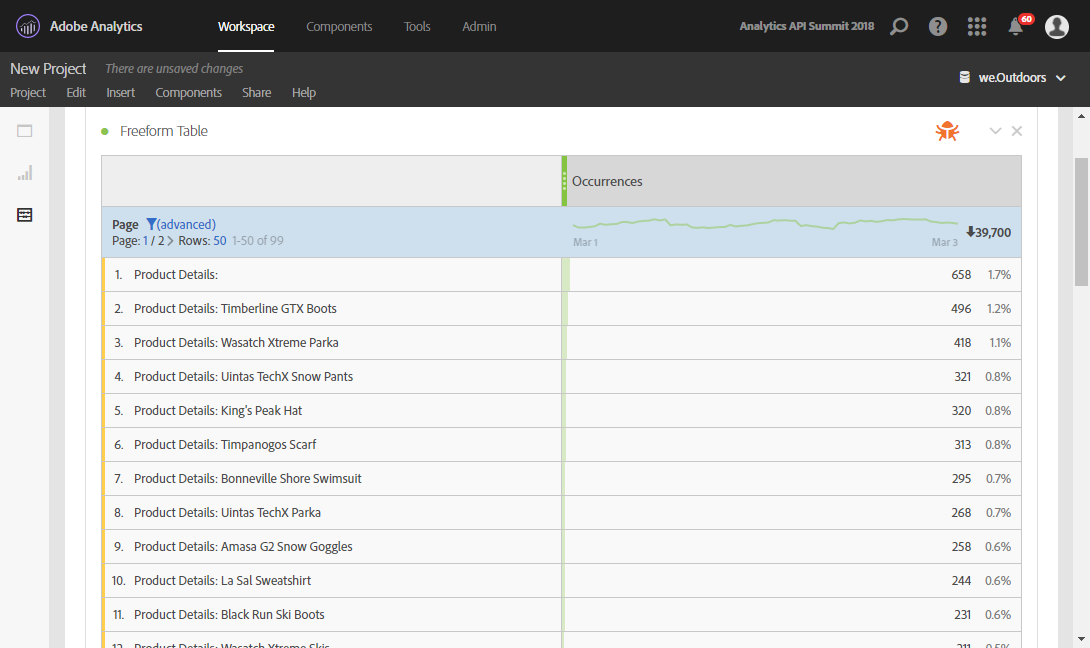 Adobe Analytics Workspace Components Tools Admin Analytics API Summit 2018 ? 60
New Project There are unsaved changes
we.Outdoors
Project Edit Insert Components Share Help
Freeform Table
Occurrences
Page (advanced)
Page: 1 / 2 > Rows: 50 1-50 of 99
Mar 1 Mar 3
39,700
1. Product Details: 658 1.7%
2. Product Details: Timberline GTX Boots 496 1.2%
3. Product Details: Wasatch Xtreme Parka 418 1.1%
4. Product Details: Uintas TechX Snow Pants 321 0.8%
5. Product Details: King's Peak Hat 320 0.8%
6. Product Details: Timpanogos Scarf 313 0.8%
7. Product Details: Bonneville Shore Swimsuit 295 0.7%
8. Product Details: Uintas TechX Parka 268 0.7%
9. Product Details: Amasa G2 Snow Goggles 258 0.6%
10. Product Details: La Sal Sweatshirt 244 0.6%
11. Product Details: Black Run Ski Boots 231 0.6%
12. Product Details: Wasatch Xtreme Skis 211 0.5%